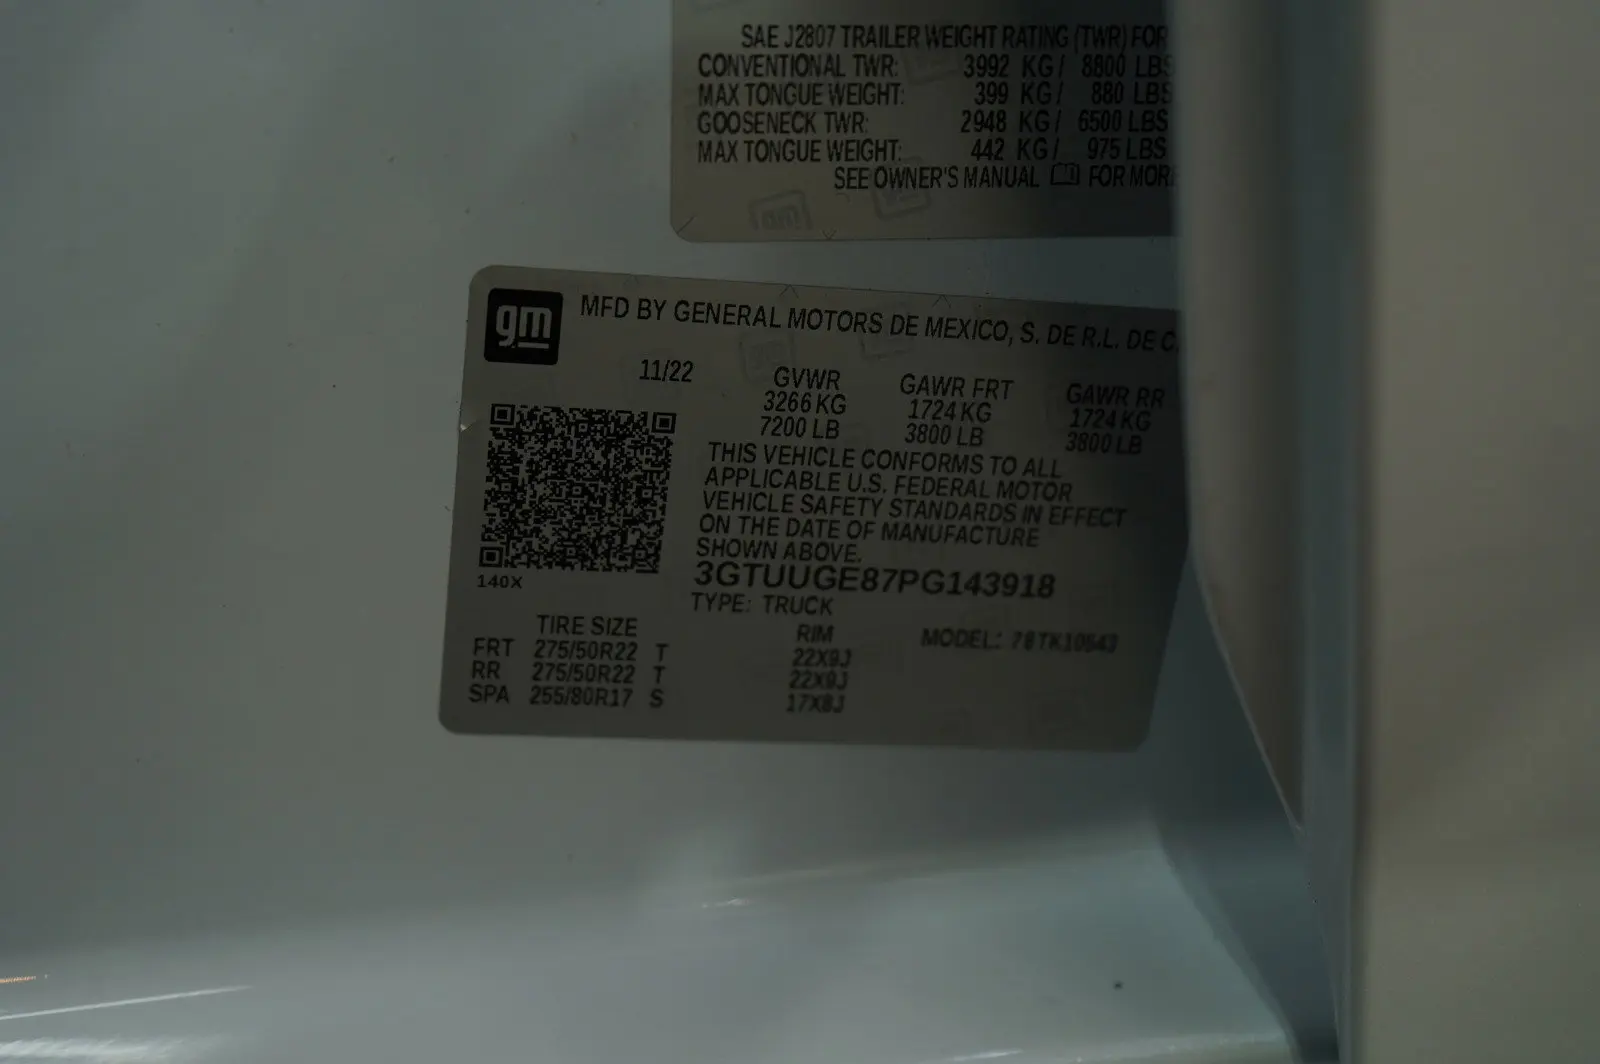 SAE J2807 TRAILER WEIGHT RATING (TWR) FOR
CONVENTIONAL TWR: 3992 KG/ 8800 LBS
MAX TONGUE WEIGHT: 399 KG/ 880 LBS
GOOSENECK TWR: 2948 KG/ 6500 LBS
MAX TONGUE WEIGHT: 442 KG/ 975 LBS
SEE OWNER'S MANUAL FOR MORE
gm
MFD BY GENERAL MOTORS DE MEXICO, S. DE R.L. DE C.
11/22
GVWR GAWR FRT GAWR RR
3266 KG 1724 KG 1724 KG
7200 LB 3800 LB 3800 LB
THIS VEHICLE CONFORMS TO ALL
APPLICABLE U.S. FEDERAL MOTOR
VEHICLE SAFETY STANDARDS IN EFFECT
ON THE DATE OF MANUFACTURE
SHOWN ABOVE.
3GTUUGE87PG143918
140X
TYPE: TRUCK
TIRE SIZE RIM MODEL: 78TK10543
FRT 275/50R22 T 22X9J
RR 275/50R22 T 22X9J
SPA 255/80R17 S 17X8J